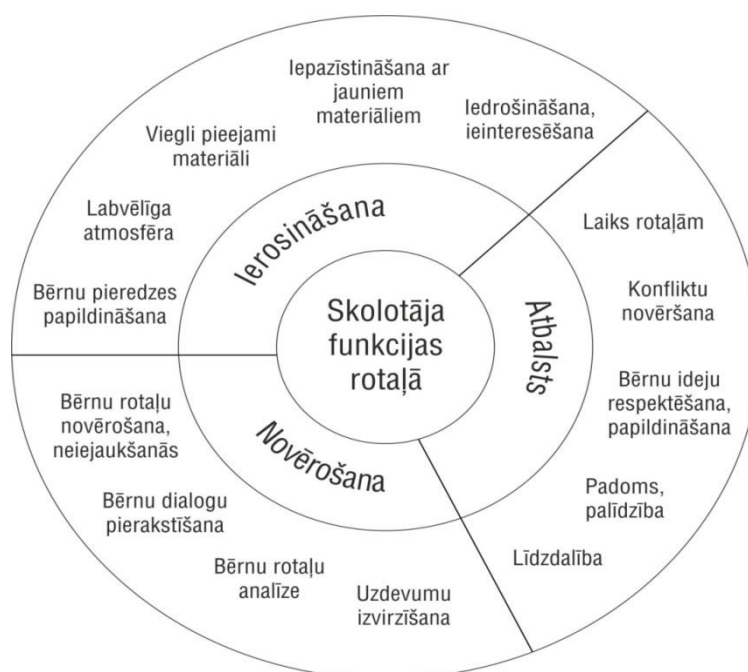 Skolotāja
funkcijas
rotaļā
Ierosināšana
Iepazīstināšana ar
jauniem
materiāliem
Iedrošināšana,
ieinteresēšana
Viegli pieejami
materiāli
Labvēlīga
atmosfēra
Bērnu pieredzes
papildināšana
Atbalsts
Laiks rotaļām
Konfliktu
novēršana
Bērnu ideju
respektēšana,
papildināšana
Padoms,
palīdzība
Līdzdalība
Novērošana
Bērnu rotaļu
novērošana,
neiejaukšanās
Bērnu dialogu
pierakstīšana
Bērnu rotaļu
analīze
Uzdevumu
izvirzīšana